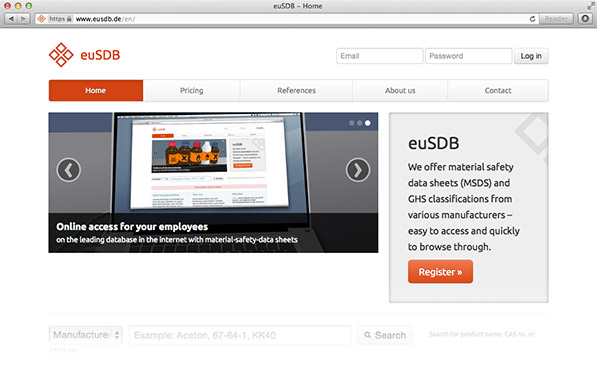 euSDB – Home
https
www.eusdb.de/en/
Reader
euSDB
Email
Password
Log in
Home
Pricing
References
About us
Contact
Online access for your employees
on the leading database in the internet with material-safety-data sheets
euSDB
We offer material safety
data sheets (MSDS) and
GHS classifications from
various manufacturers –
easy to access and quickly
to browse through.
Register »
Manufacturer
Example: Aceton, 67-64-1, KK40
Search
Search for product name, CAS no. or